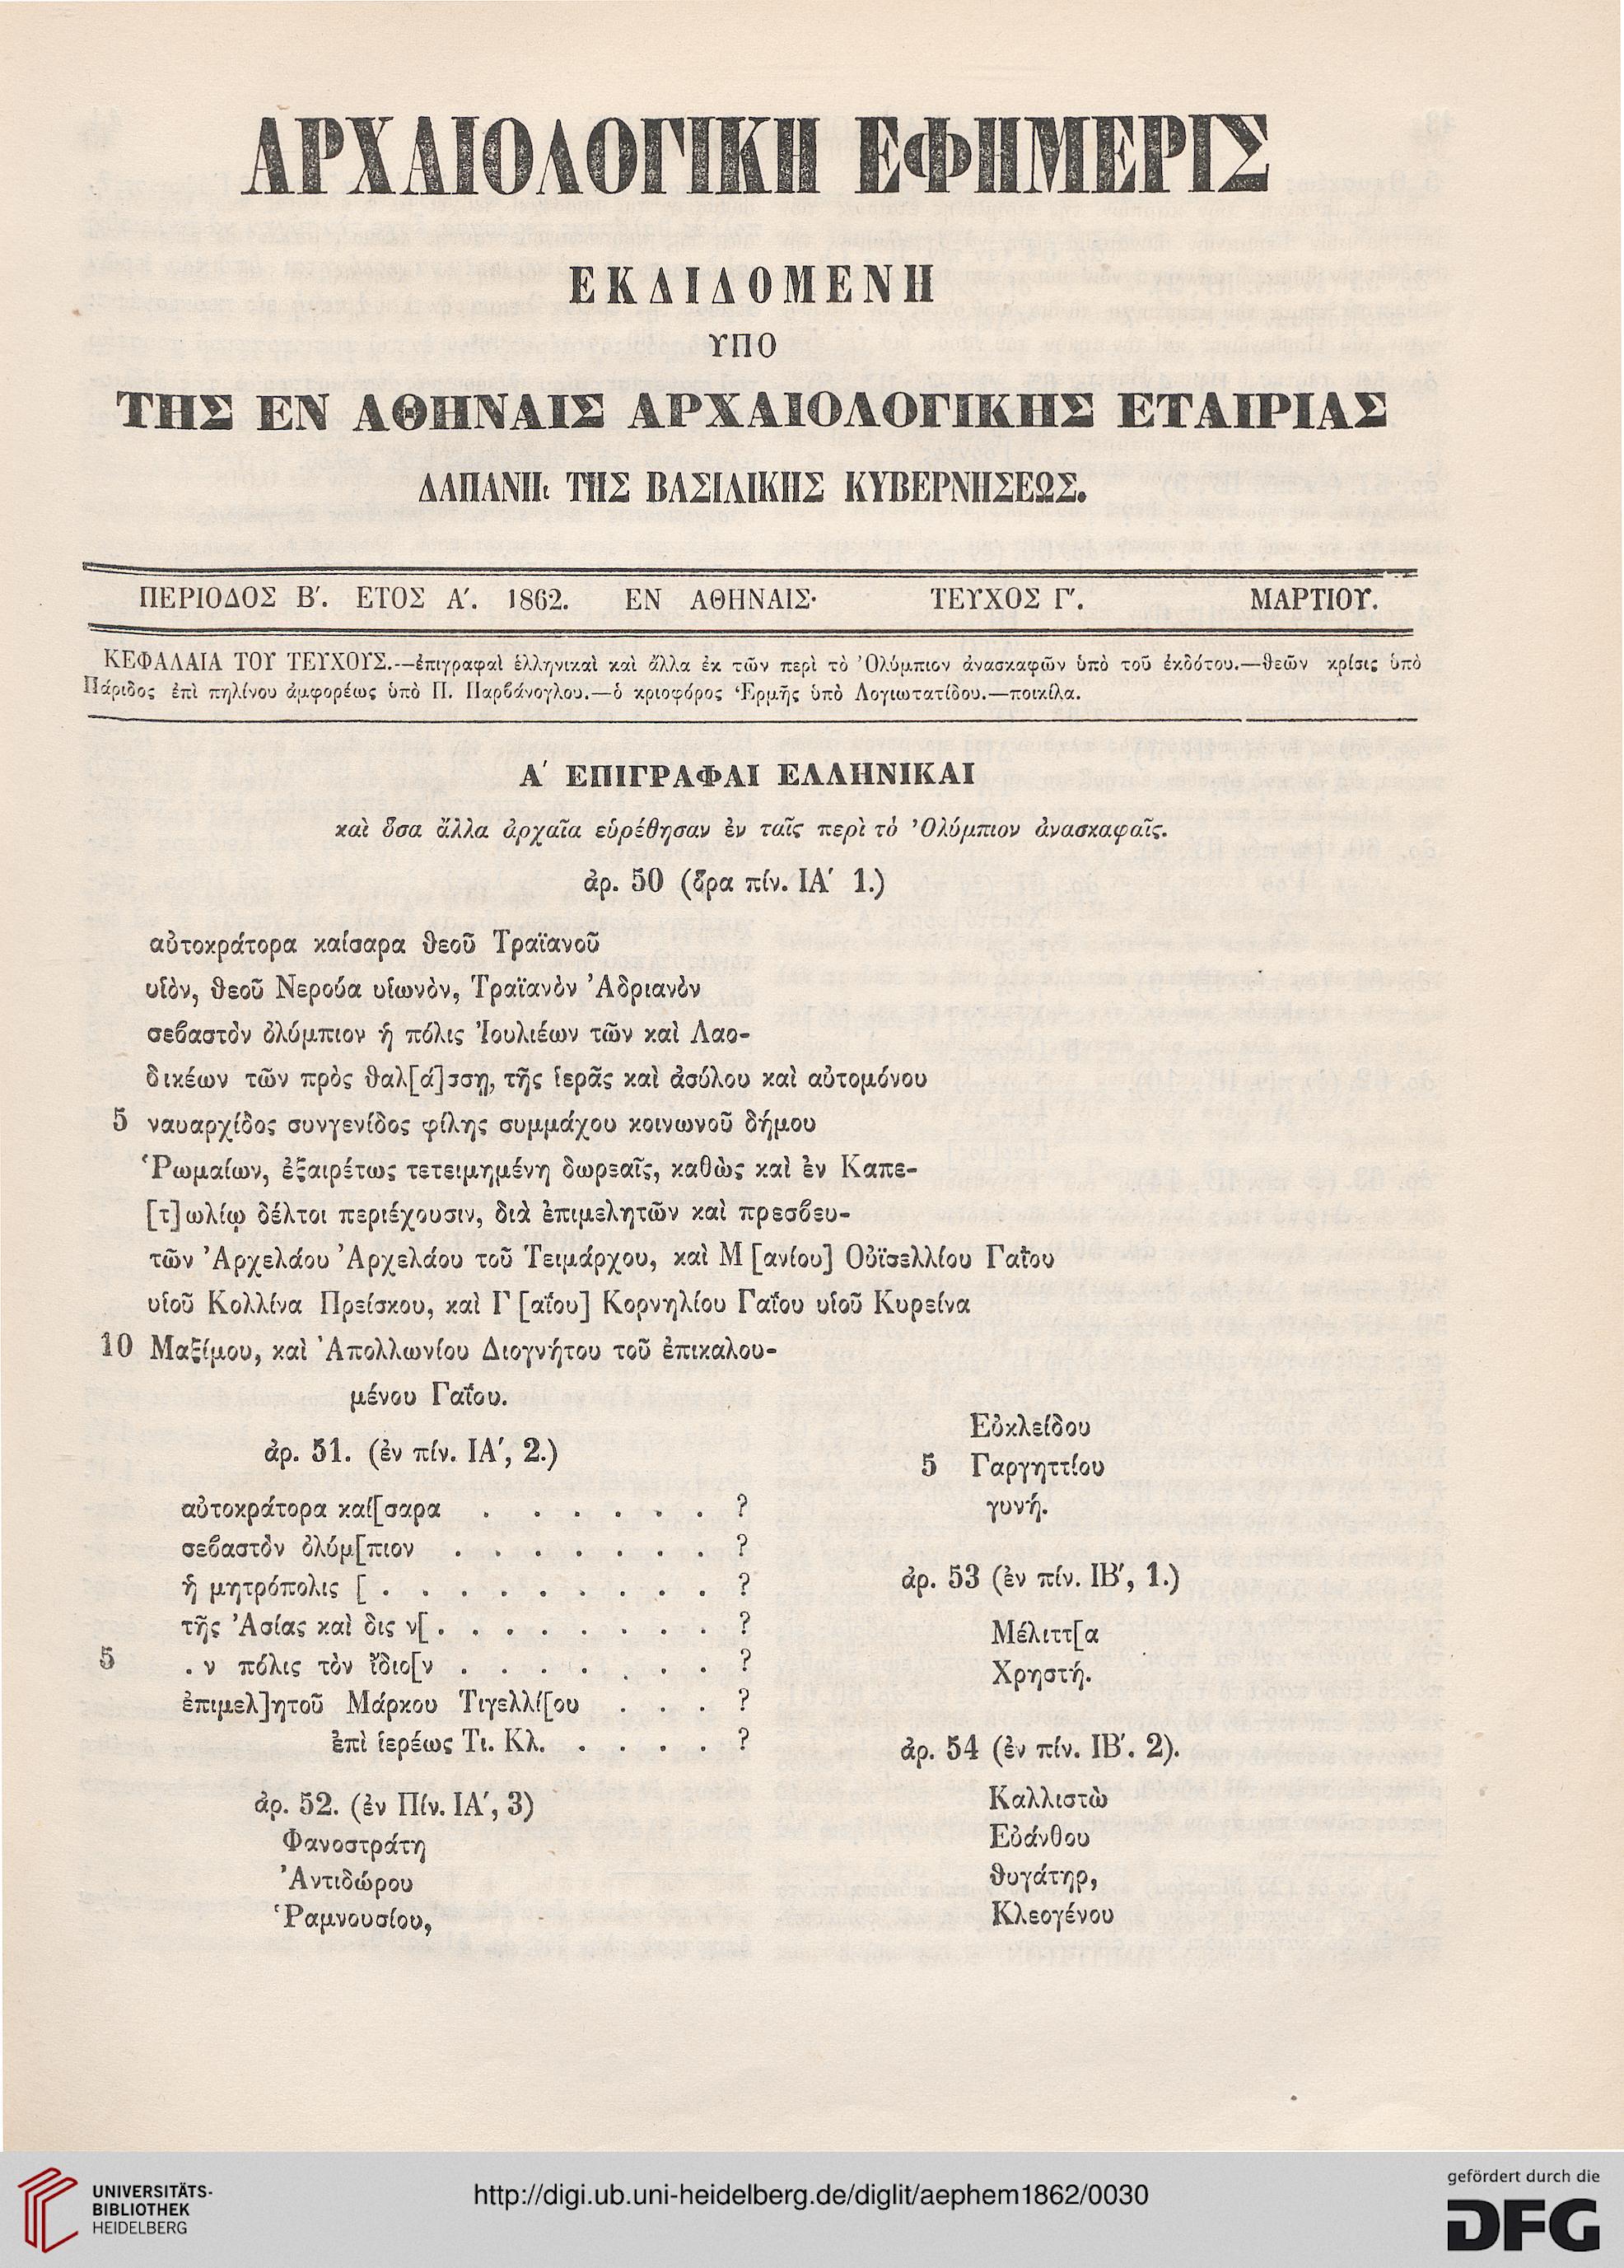 ΑΡΧΑΙΟΛΟΓΙΚΗ ΕΦΗΜΕΡΙΣ
ΕΚΔΙΔΟΜΕΝΗ
ΥΠΟ
ΤΗΣ ΕΝ ΑΘΗΝΑΙΣ ΑΡΧΑΙΟΛΟΓΙΚΗΣ ΕΤΑΙΡΙΑΣ
ΔΑΠΑΝΗι ΤΗΣ ΒΑΣΙΛΙΚΗΣ ΚΥΒΕΡΝΗΣΕΩΣ.
ΠΕΡΙΟΔΟΣ Β'. ΕΤΟΣ Α'. 1862. ΕΝ ΑΘΗΝΑΙΣ· ΤΕΥΧΟΣ Γ'. ΜΑΡΤΙΟΥ.
ΚΕΦΑΛΑΙΑ ΤΟΥ ΤΕΥΧΟΥΣ.—ἐπιγραφαὶ ἑλληνικαὶ καὶ ἄλλα ἐκ τῶν περὶ τὸ Ὀλύμπιον ἀνασκαφῶν ὑπὸ τοῦ ἐκδότου.—θεῶν κρίσις ὑπὸ
Πάριδος ἐπὶ πηλίνου ἀμφορέως ὑπὸ Π. Παρβάνογλου.—ὁ κριοφόρος Ἑρμῆς ὑπὸ Λογιωτατίδου.—ποικίλα.
Α' ΕΠΙΓΡΑΦΑΙ ΕΛΛΗΝΙΚΑΙ
καὶ ὅσα ἄλλα ἀρχαῖα εὑρέθησαν ἐν ταῖς περὶ τὸ Ὀλύμπιον ἀνασκαφαῖς.
ἀρ. 50 (ὅρα πίν. ΙΑ' 1.)
αὐτοκράτορα καίσαρα θεοῦ Τραϊανοῦ
υἱὸν, θεοῦ Νερούα υἱωνὸν, Τραϊανὸν Ἀδριανὸν
σεβαστὸν ὀλύμπιον ἡ πόλις Ἰουλιέων τῶν καὶ Λαο-
δικέων τῶν πρὸς θαλ[ά]σσῃ, τῆς ἱερᾶς καὶ ἀσύλου καὶ αὐτομόνου
5 ναυαρχίδος συνγενίδος φίλης συμμάχου κοινωνοῦ δήμου
Ῥωμαίων, ἐξαιρέτως τετειμημένη δωρεαῖς, καθὼς καὶ ἐν Καπε-
[τ]ωλίῳ δέλτοι περιέχουσιν, διὰ ἐπιμελητῶν καὶ πρεσβευ-
τῶν Ἀρχελάου Ἀρχελάου τοῦ Τειμάρχου, καὶ Μ[ανίου] Οὐϊσελλίου Γαΐου
υἱοῦ Κολλίνα Πρείσκου, καὶ Γ[αΐου] Κορνηλίου Γαΐου υἱοῦ Κυρείνα
10 Μαξίμου, καὶ Ἀπολλωνίου Διογνήτου τοῦ ἐπικαλου-
μένου Γαΐου.
ἀρ. 51. (ἐν πίν. ΙΑ', 2.)
αὐτοκράτορα καί[σαρα . . . . . . ?
σεβαστὸν ὀλύμ[πιον . . . . . . . ?
ἡ μητρόπολις [ . . . . . . . . . ?
τῆς Ἀσίας καὶ δις ν[ . . . . . . . . ?
5 . ν πόλις τὸν ἴδιο[ν . . . . . . . ?
ἐπιμελ]ητοῦ Μάρκου Τιγελλί[ου . . . ?
ἐπὶ ἱερέως Τι. Κλ. . . . . ?
ἀρ. 52. (ἐν Πίν. ΙΑ', 3)
Φανοστράτη
Ἀντιδώρου
Ῥαμνουσίου,
Εὐκλείδου
5 Γαργηττίου
γυνή.
ἀρ. 53 (ἐν πίν. ΙΒ', 1.)
Μέλιττ[α
Χρηστή.
ἀρ. 54 (ἐν πίν. ΙΒ'. 2).
Καλλιστὼ
Εὐάνθου
θυγάτηρ,
Κλεογένου
UNIVERSITÄTS-
BIBLIOTHEK
HEIDELBERG
http://digi.ub.uni-heidelberg.de/diglit/aephem1862/0030
gefördert durch die
DFG